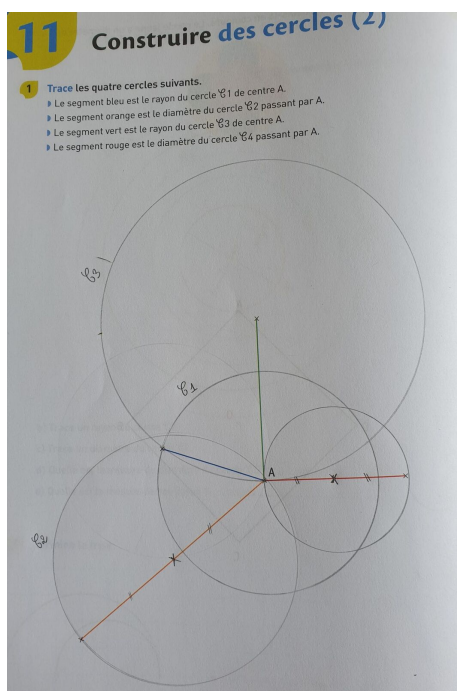 11 Construire des cercles (2)
1 Trace les quatre cercles suivants.
Le segment bleu est le rayon du cercle 𝒞1 de centre A.
Le segment orange est le diamètre du cercle 𝒞2 passant par A.
Le segment vert est le rayon du cercle 𝒞3 de centre A.
Le segment rouge est le diamètre du cercle 𝒞4 passant par A.
𝒞3
𝒞1
A
𝒞2